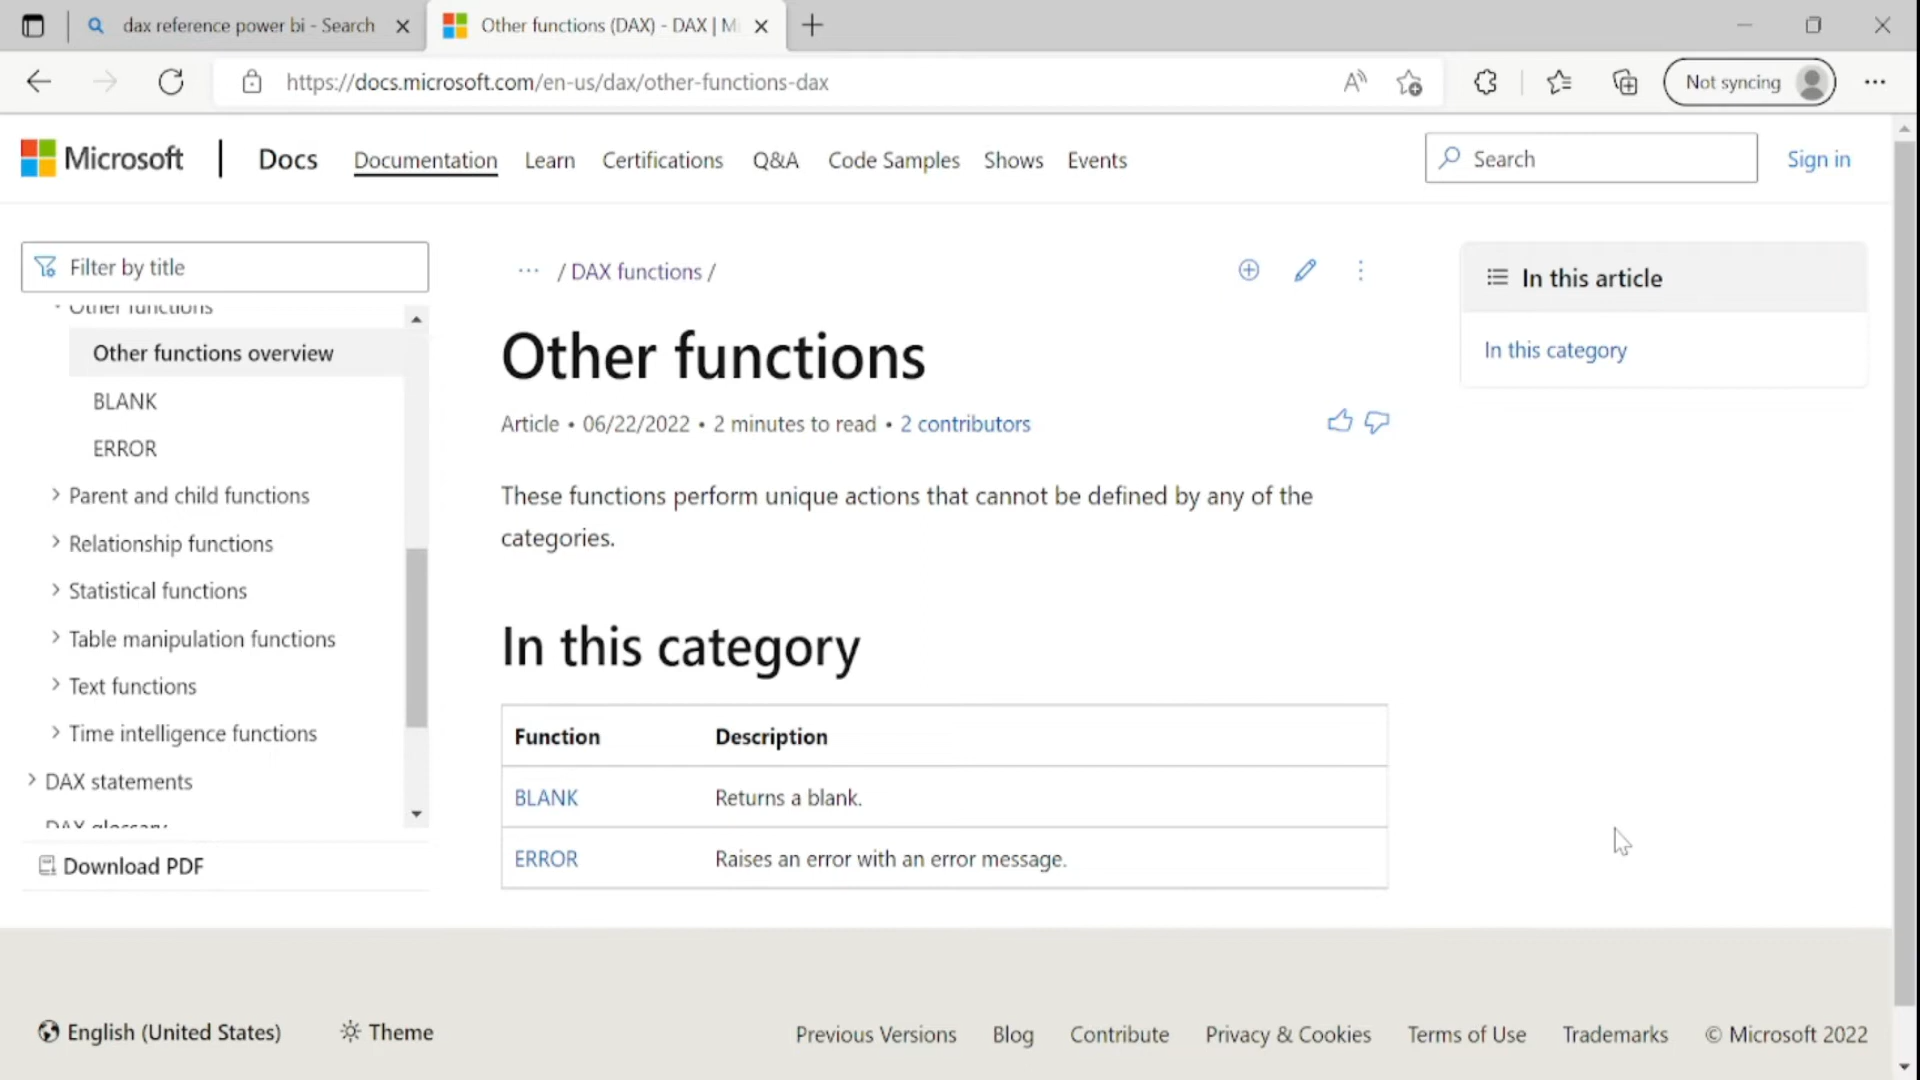 dax reference power bi - Search
Other functions (DAX) - DAX | M
https://docs.microsoft.com/en-us/dax/other-functions-dax
Not syncing
Microsoft
Docs
Documentation
Learn
Certifications
Q&A
Code Samples
Shows
Events
Search
Sign in
Filter by title
Other functions
Other functions overview
BLANK
ERROR
Parent and child functions
Relationship functions
Statistical functions
Table manipulation functions
Text functions
Time intelligence functions
DAX statements
DAX glossary
Download PDF
··· / DAX functions /
Other functions
Article • 06/22/2022 • 2 minutes to read • 2 contributors
These functions perform unique actions that cannot be defined by any of the
categories.
In this category
Function Description
BLANK Returns a blank.
ERROR Raises an error with an error message.
In this article
In this category
English (United States)
Theme
Previous Versions
Blog
Contribute
Privacy & Cookies
Terms of Use
Trademarks
© Microsoft 2022